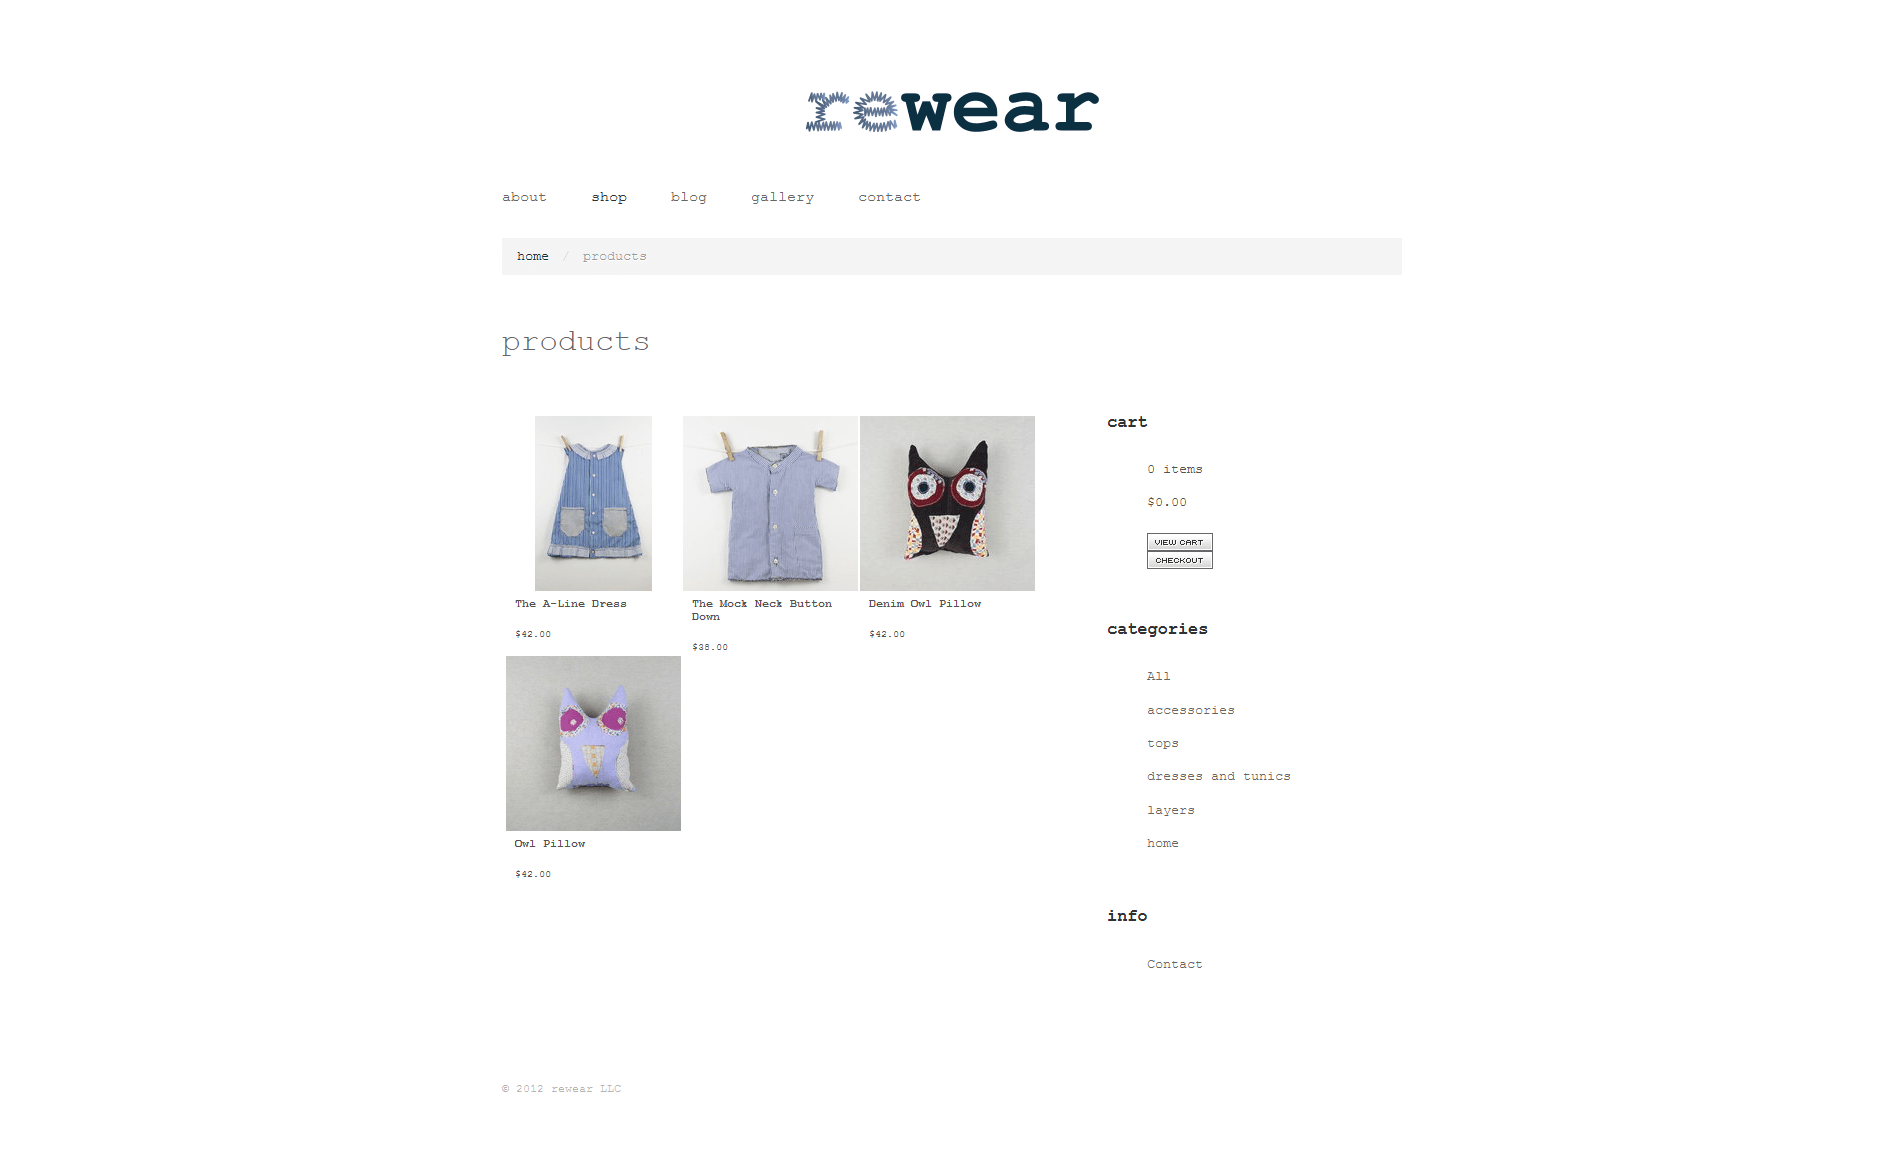 rewear
about shop blog gallery contact
home / products
products
The A-Line Dress
$42.00
The Mock Neck Button
Down
$38.00
Denim Owl Pillow
$42.00
Owl Pillow
$42.00
cart
0 items
$0.00
VIEW CART
CHECKOUT
categories
All
accessories
tops
dresses and tunics
layers
home
info
Contact
© 2012 rewear LLC